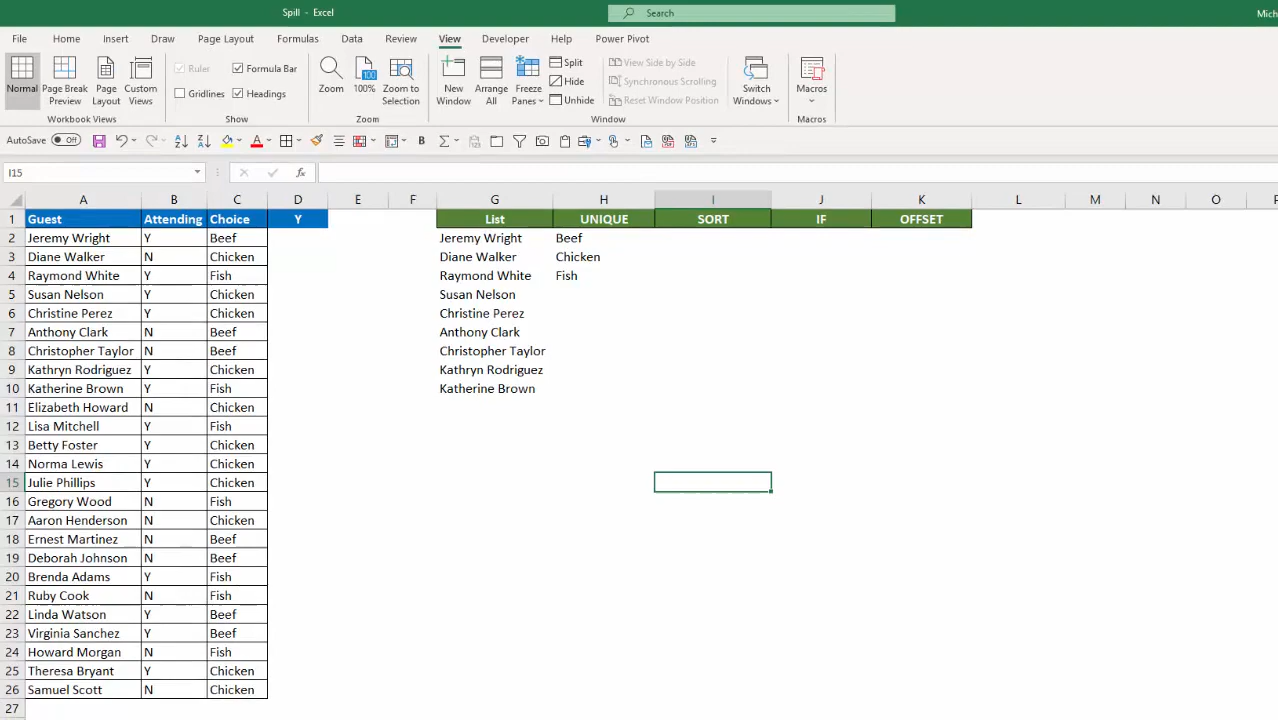 Spill - Excel
Search
Mich
File Home Insert Draw Page Layout Formulas Data Review View Developer Help Power Pivot
Normal
Page Break Preview
Page Layout
Custom Views
Ruler
Formula Bar
Gridlines
Headings
Zoom
100%
Zoom to Selection
New Window
Arrange All
Freeze Panes
Split
Hide
Unhide
View Side by Side
Synchronous Scrolling
Reset Window Position
Switch Windows
Macros
Workbook Views
Show
Zoom
Window
Macros
AutoSave Off
I15
fx
A B C D E F G H I J K L M N O P
1 Guest Attending Choice Y List UNIQUE SORT IF OFFSET
2 Jeremy Wright Y Beef Jeremy Wright Beef
3 Diane Walker N Chicken Diane Walker Chicken
4 Raymond White Y Fish Raymond White Fish
5 Susan Nelson Y Chicken Susan Nelson
6 Christine Perez Y Chicken Christine Perez
7 Anthony Clark N Beef Anthony Clark
8 Christopher Taylor N Beef Christopher Taylor
9 Kathryn Rodriguez Y Chicken Kathryn Rodriguez
10 Katherine Brown Y Fish Katherine Brown
11 Elizabeth Howard N Chicken
12 Lisa Mitchell Y Fish
13 Betty Foster Y Chicken
14 Norma Lewis Y Chicken
15 Julie Phillips Y Chicken
16 Gregory Wood N Fish
17 Aaron Henderson N Chicken
18 Ernest Martinez N Beef
19 Deborah Johnson N Beef
20 Brenda Adams Y Fish
21 Ruby Cook N Fish
22 Linda Watson Y Beef
23 Virginia Sanchez Y Beef
24 Howard Morgan N Fish
25 Theresa Bryant Y Chicken
26 Samuel Scott N Chicken
27